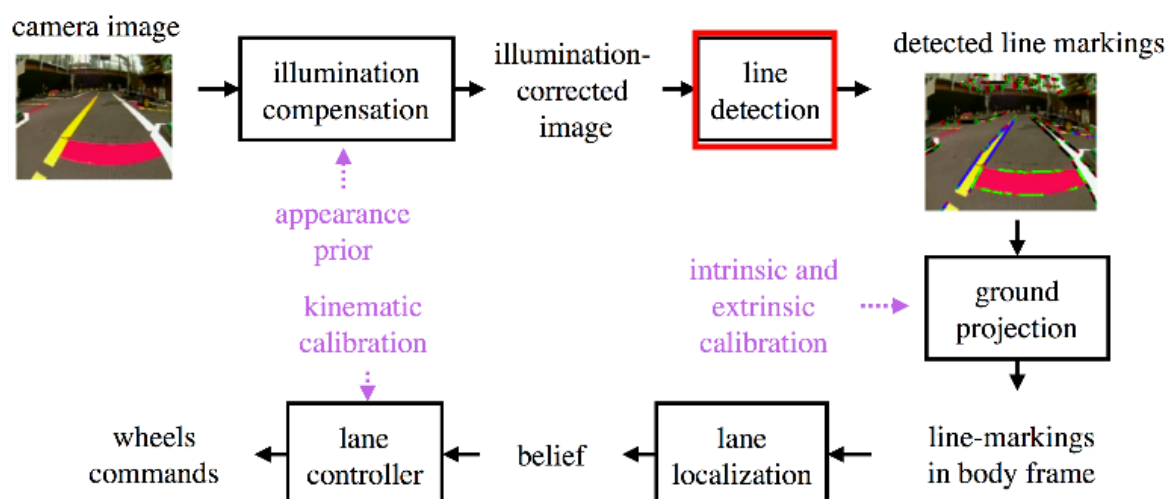 camera image
illumination
compensation
illumination-
corrected
image
line
detection
detected line markings
appearance
prior
kinematic
calibration
intrinsic and
extrinsic
calibration
ground
projection
line-markings
in body frame
lane
localization
belief
lane
controller
wheels
commands